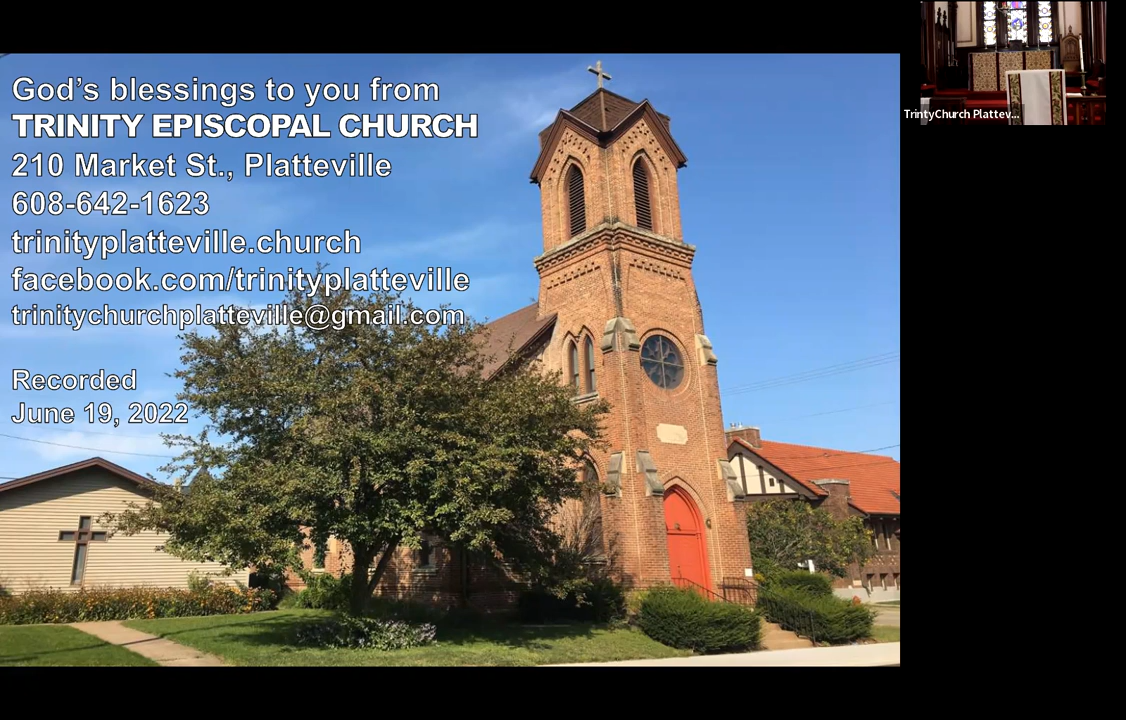 God's blessings to you from
TRINITY EPISCOPAL CHURCH
210 Market St., Platteville
608-642-1623
trinityplatteville.church
facebook.com/trinityplatteville
trinitychurchplatteville@gmail.com
Recorded
June 19, 2022
TrintyChurch Plattev...